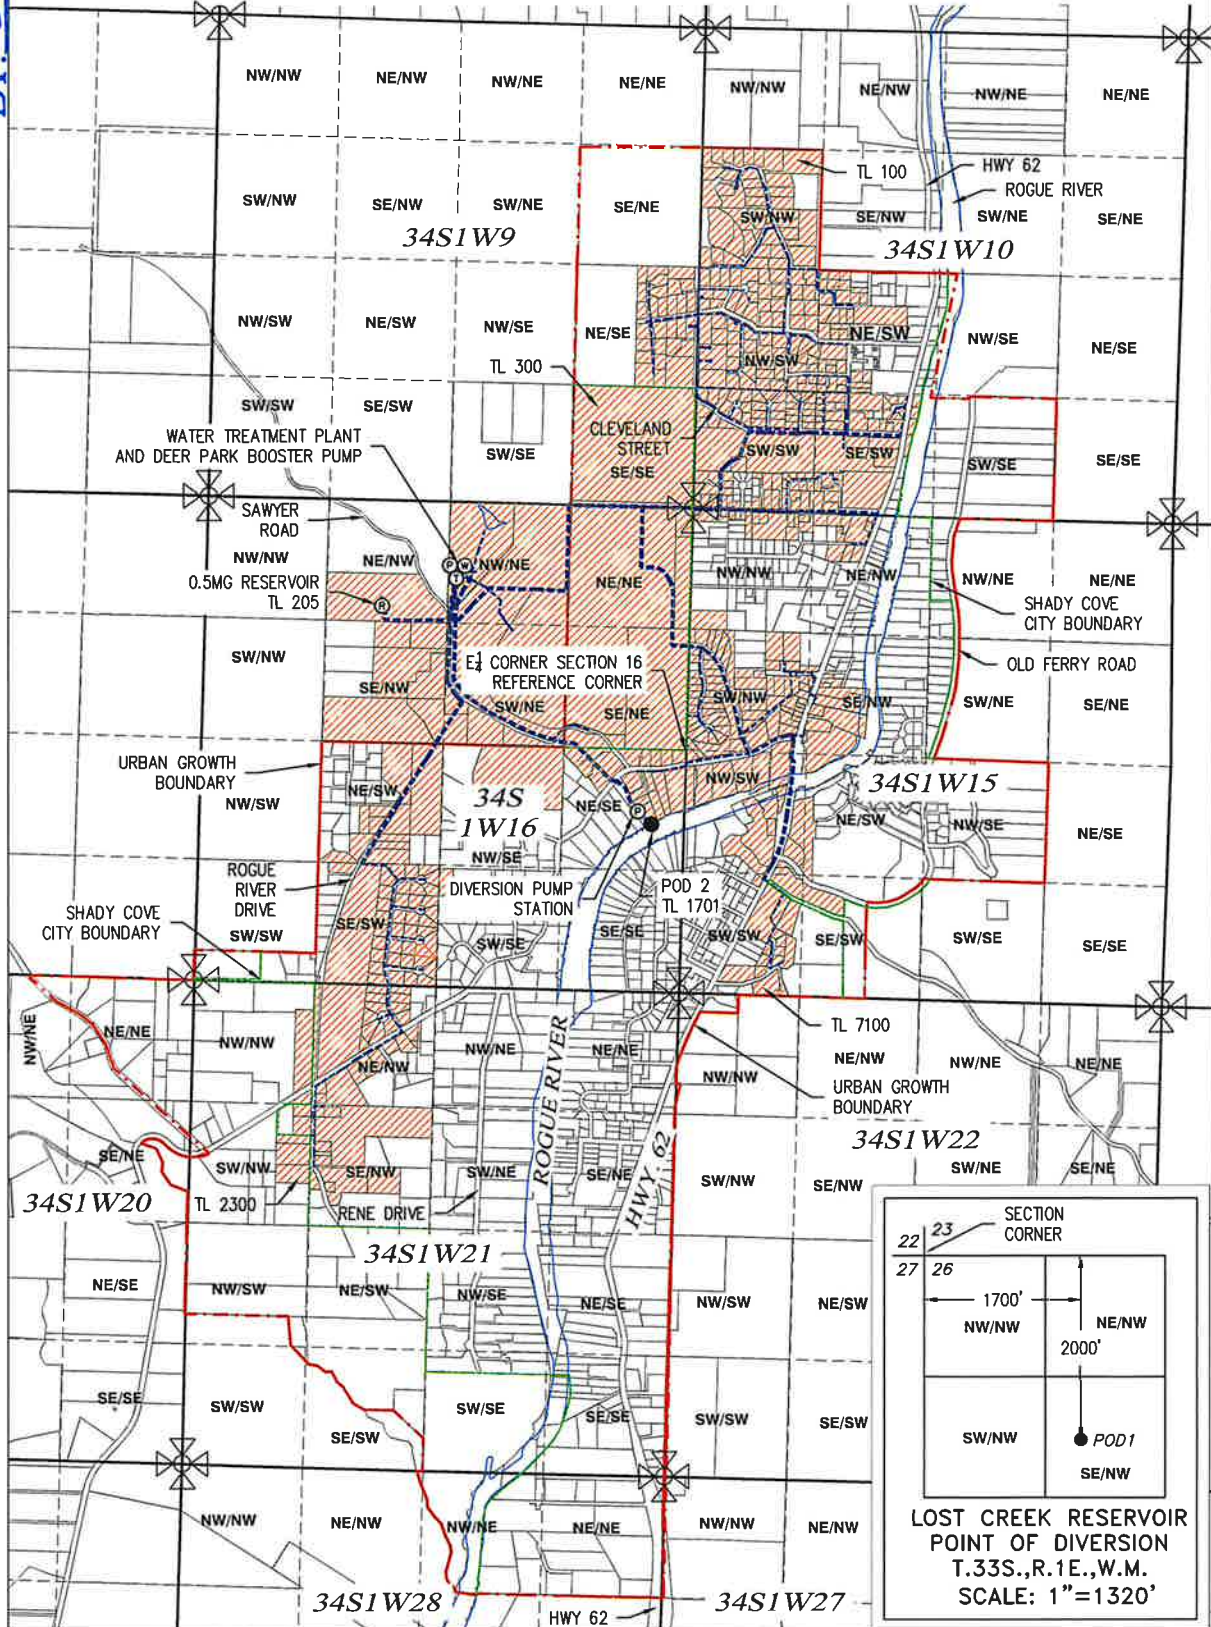 NW/NW NE/NW NW/NE NE/NE NW/NW NE/NW NW/NE NE/NE
TL 100
HWY 62
ROGUE RIVER
SW/NW SE/NW SW/NE SE/NE SW/NW SE/NW SW/NE SE/NE
34S1W9
34S1W10
NW/SW NE/SW NW/SE NE/SE NW/SW NE/SW NW/SE NE/SE
TL 300
SW/SW SE/SW SW/SE SE/SE SW/SW SE/SW SW/SE SE/SE
CLEVELAND
STREET
WATER TREATMENT PLANT
AND DEER PARK BOOSTER PUMP
SAWYER
ROAD
NW/NW NE/NW NW/NE NE/NE NW/NW NE/NW NW/NE NE/NE
P W
T
R
0.5MG RESERVOIR
TL 205
SHADY COVE
CITY BOUNDARY
OLD FERRY ROAD
E¼ CORNER SECTION 16
REFERENCE CORNER
SW/NW SE/NW SW/NE SE/NE SW/NW SE/NW SW/NE SE/NE
URBAN GROWTH
BOUNDARY
34S
1W16
34S1W15
NW/SW NE/SW NW/SE NE/SE NW/SW NE/SW NW/SE NE/SE
P
DIVERSION PUMP
STATION
POD 2
TL 1701
ROGUE
RIVER
DRIVE
SHADY COVE
CITY BOUNDARY
SW/SW SE/SW SW/SE SE/SE SW/SW SE/SW SW/SE SE/SE
TL 7100
URBAN GROWTH
BOUNDARY
NW/NE NE/NE NW/NW NE/NW NW/NE NE/NE NW/NW NE/NW NW/NE NE/NE
ROGUE RIVER
HWY. 62
34S1W22
SE/NE SW/NW SE/NW SW/NE SE/NE SW/NW SE/NW SW/NE SE/NE
34S1W20
TL 2300
RENE DRIVE
34S1W21
NE/SE NW/SW NE/SW NW/SE NE/SE NW/SW NE/SW
SE/SE SW/SW SE/SW SW/SE SE/SE SW/SW SE/SW
NW/NW NE/NW NW/NE NE/NE NW/NW NE/NW
34S1W28
HWY 62
34S1W27
SECTION
CORNER
22 23
27 26
1700'
2000'
NW/NW NE/NW
SW/NW SE/NW
POD1
LOST CREEK RESERVOIR
POINT OF DIVERSION
T.33S.,R.1E.,W.M.
SCALE: 1"=1320'